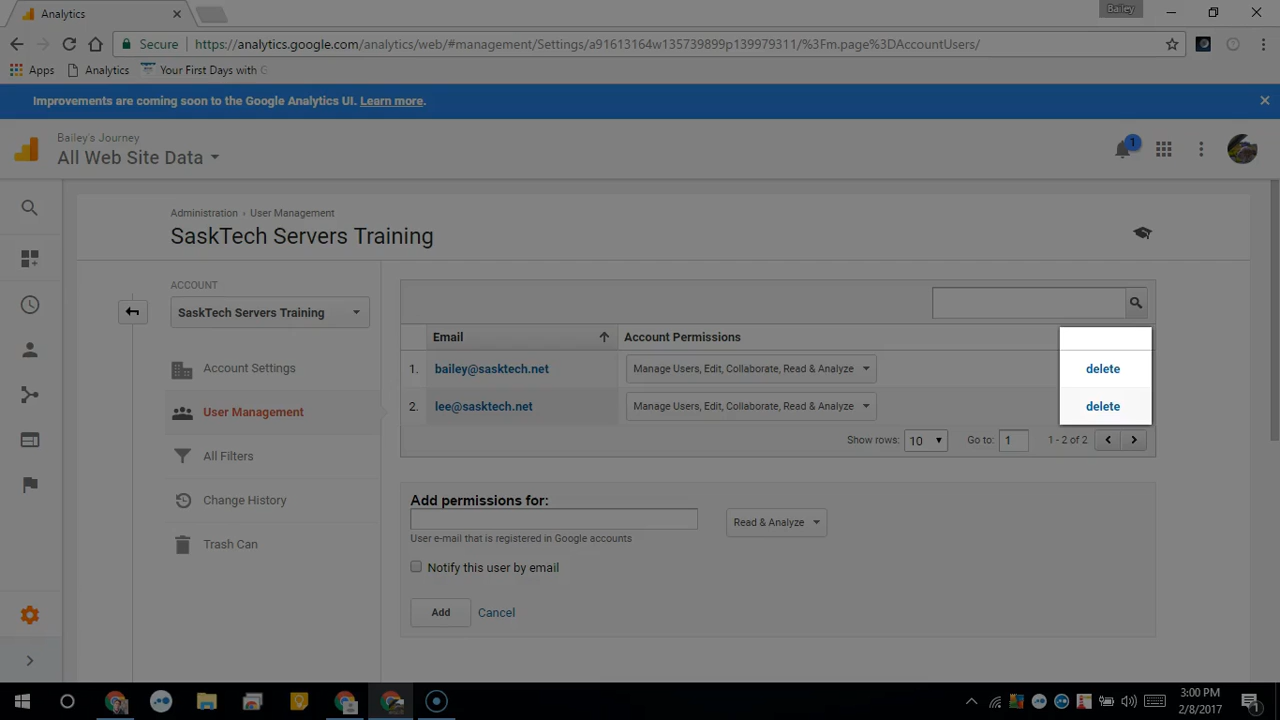 Analytics
Bailey
Secure
https://analytics.google.com/analytics/web/#management/Settings/a91613164w135739899p139979311/%3Fm.page%3DAccountUsers/
Apps
Analytics
Your First Days with G
Improvements are coming soon to the Google Analytics UI. Learn more.
Bailey's Journey
All Web Site Data
1
Administration › User Management
SaskTech Servers Training
ACCOUNT
SaskTech Servers Training
Account Settings
User Management
All Filters
Change History
Trash Can
Email
Account Permissions
1.
bailey@sasktech.net
Manage Users, Edit, Collaborate, Read & Analyze
delete
2.
lee@sasktech.net
Manage Users, Edit, Collaborate, Read & Analyze
delete
Show rows: 10
Go to: 1
1 - 2 of 2
Add permissions for:
Read & Analyze
User e-mail that is registered in Google accounts
Notify this user by email
Add
Cancel
3:00 PM
2/8/2017
1